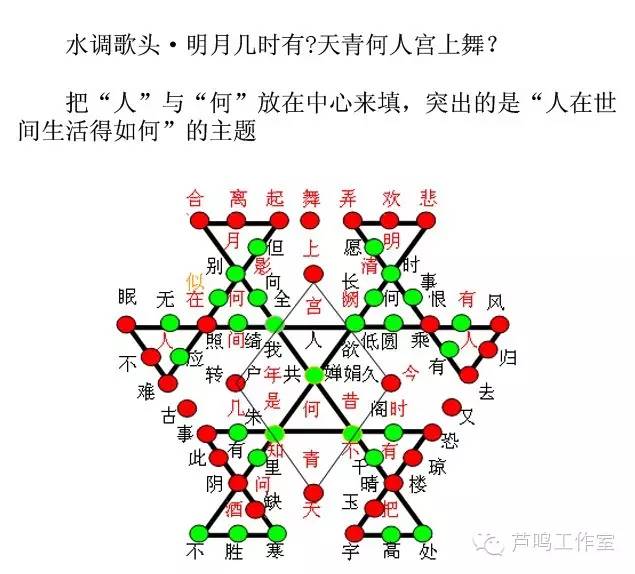 水调歌头·明月几时有?天青何人宫上舞？
把“人”与“何”放在中心来填，突出的是“人在世
间生活得如何”的主题
合 离 起 舞 弄 欢 悲
月 但 上 愿 明
别 影 清 时
似 向 长 事
眠 无 在 何 全 宫 阙 何 恨 有 风
人 照 间 绮 我 人 欲 低 圆 乘 人
不 应 有 归
难 转 户 共 年 婵 娟 久 今 去
古 几 朱 是 何 昔 阁 时 又
事 有 知 不 有 恐
此 里 青 千 琼
阴 问 晴 楼
酒 缺 天 玉 把
不 胜 寒 宇 高 处
芦鸣工作室